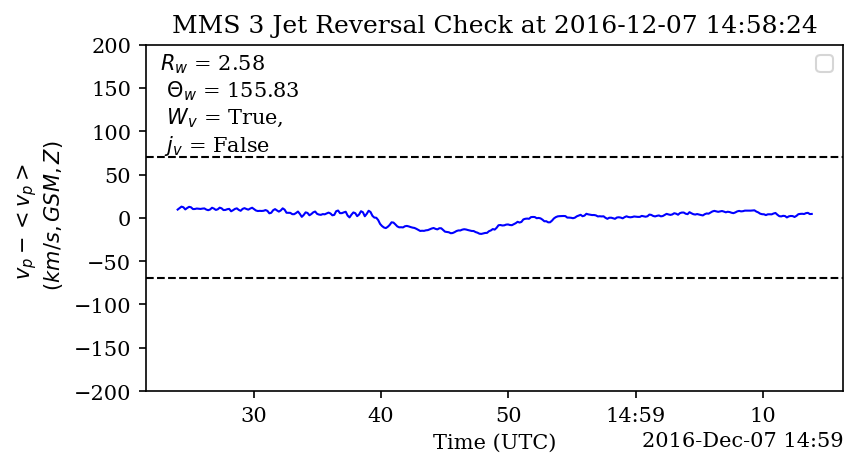 MMS 3 Jet Reversal Check at 2016-12-07 14:58:24
200
150
100
50
0
−50
−100
−150
−200
v_p − < v_p >
(km/s, GSM, Z)
R_w = 2.58
Θ_w = 155.83
W_v = True,
j_v = False
30
40
50
14:59
10
Time (UTC)
2016-Dec-07 14:59